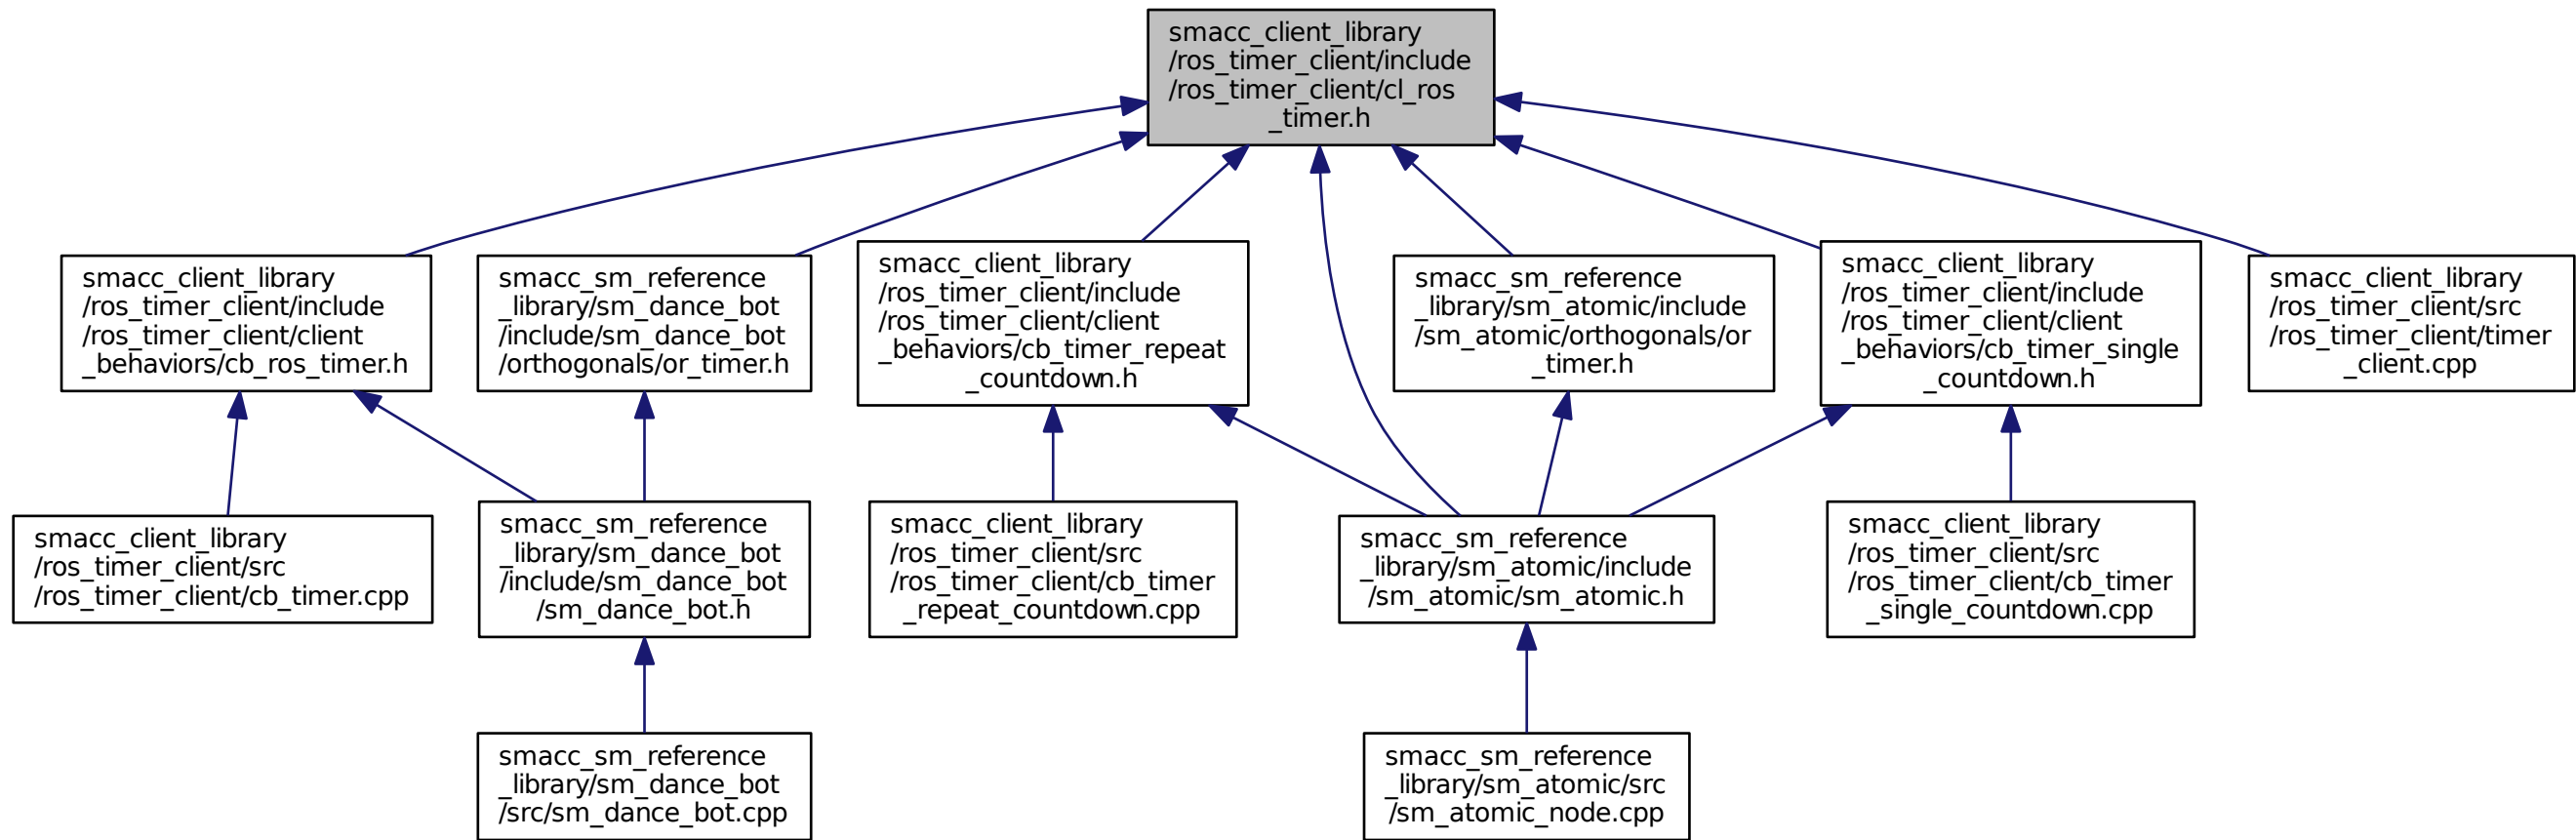 smacc_client_library
/ros_timer_client/include
/ros_timer_client/cl_ros
_timer.h
smacc_client_library
/ros_timer_client/include
/ros_timer_client/client
_behaviors/cb_ros_timer.h
smacc_sm_reference
_library/sm_dance_bot
/include/sm_dance_bot
/orthogonals/or_timer.h
smacc_client_library
/ros_timer_client/include
/ros_timer_client/client
_behaviors/cb_timer_repeat
_countdown.h
smacc_sm_reference
_library/sm_atomic/include
/sm_atomic/orthogonals/or
_timer.h
smacc_client_library
/ros_timer_client/include
/ros_timer_client/client
_behaviors/cb_timer_single
_countdown.h
smacc_client_library
/ros_timer_client/src
/ros_timer_client/timer
_client.cpp
smacc_client_library
/ros_timer_client/src
/ros_timer_client/cb_timer.cpp
smacc_sm_reference
_library/sm_dance_bot
/include/sm_dance_bot
/sm_dance_bot.h
smacc_client_library
/ros_timer_client/src
/ros_timer_client/cb_timer
_repeat_countdown.cpp
smacc_sm_reference
_library/sm_atomic/include
/sm_atomic/sm_atomic.h
smacc_client_library
/ros_timer_client/src
/ros_timer_client/cb_timer
_single_countdown.cpp
smacc_sm_reference
_library/sm_dance_bot
/src/sm_dance_bot.cpp
smacc_sm_reference
_library/sm_atomic/src
/sm_atomic_node.cpp